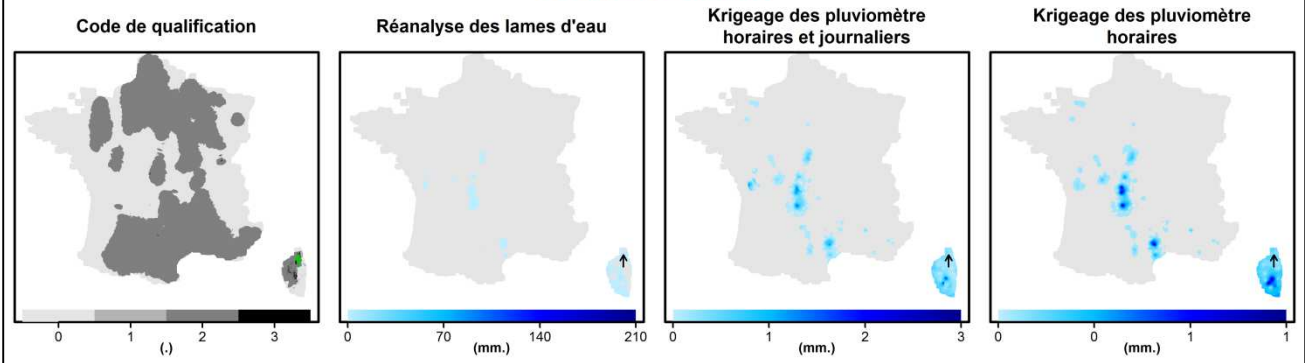 Code de qualification
Réanalyse des lames d'eau
Krigeage des pluviomètre
horaires et journaliers
Krigeage des pluviomètre
horaires
0 1 2 3
(.)
0 70 140 210
(mm.)
0 1 2 3
(mm.)
0 0 1 1
(mm.)